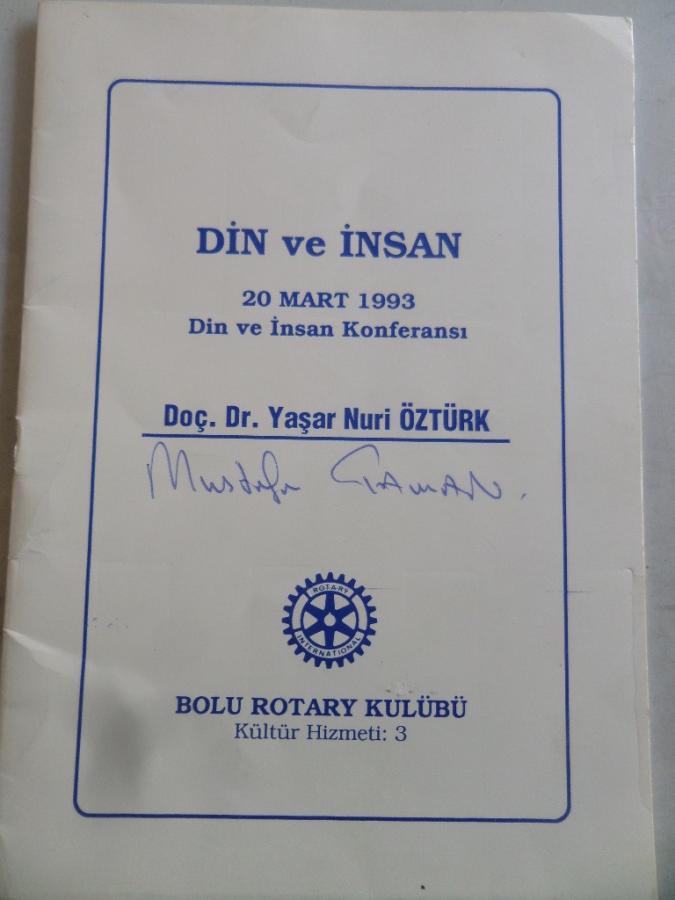 DİN ve İNSAN
20 MART 1993
Din ve İnsan Konferansı
Doç. Dr. Yaşar Nuri ÖZTÜRK
Mustafa
ROTARY
INTERNATIONAL
BOLU ROTARY KULÜBÜ
Kültür Hizmeti: 3